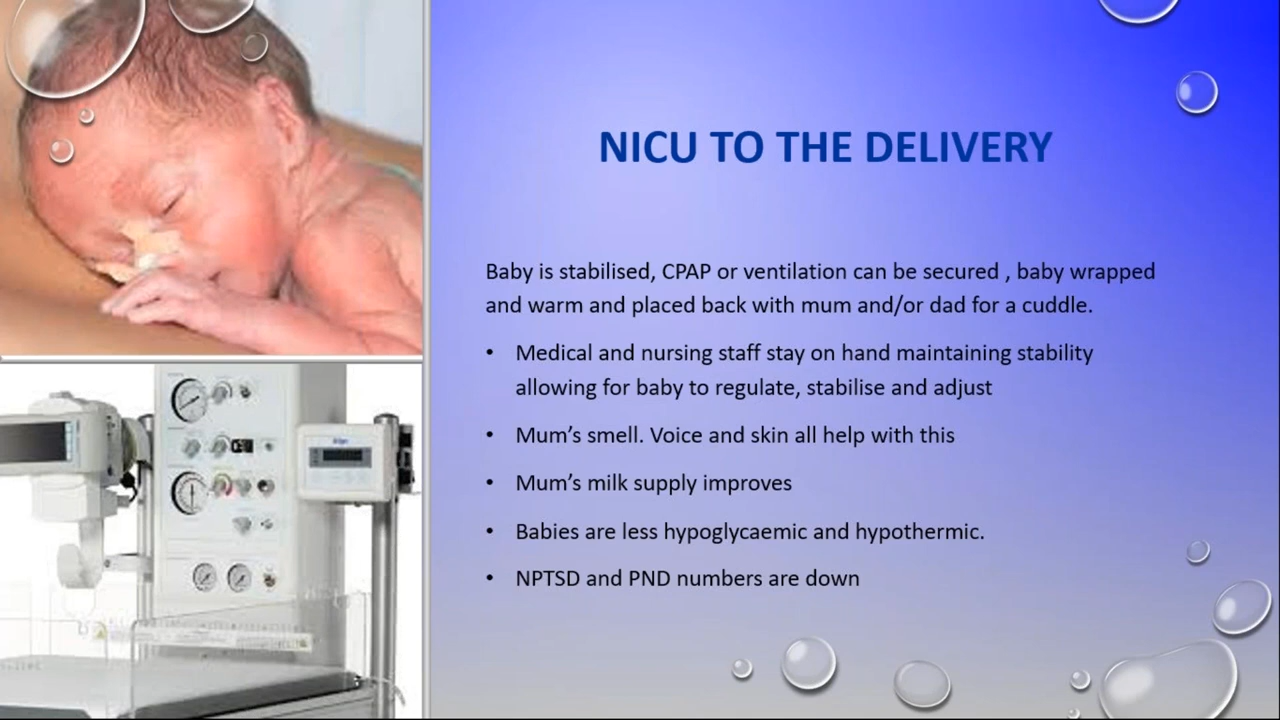 NICU TO THE DELIVERY
Baby is stabilised, CPAP or ventilation can be secured , baby wrapped
and warm and placed back with mum and/or dad for a cuddle.
• Medical and nursing staff stay on hand maintaining stability
allowing for baby to regulate, stabilise and adjust
• Mum’s smell. Voice and skin all help with this
• Mum’s milk supply improves
• Babies are less hypoglycaemic and hypothermic.
• NPTSD and PND numbers are down